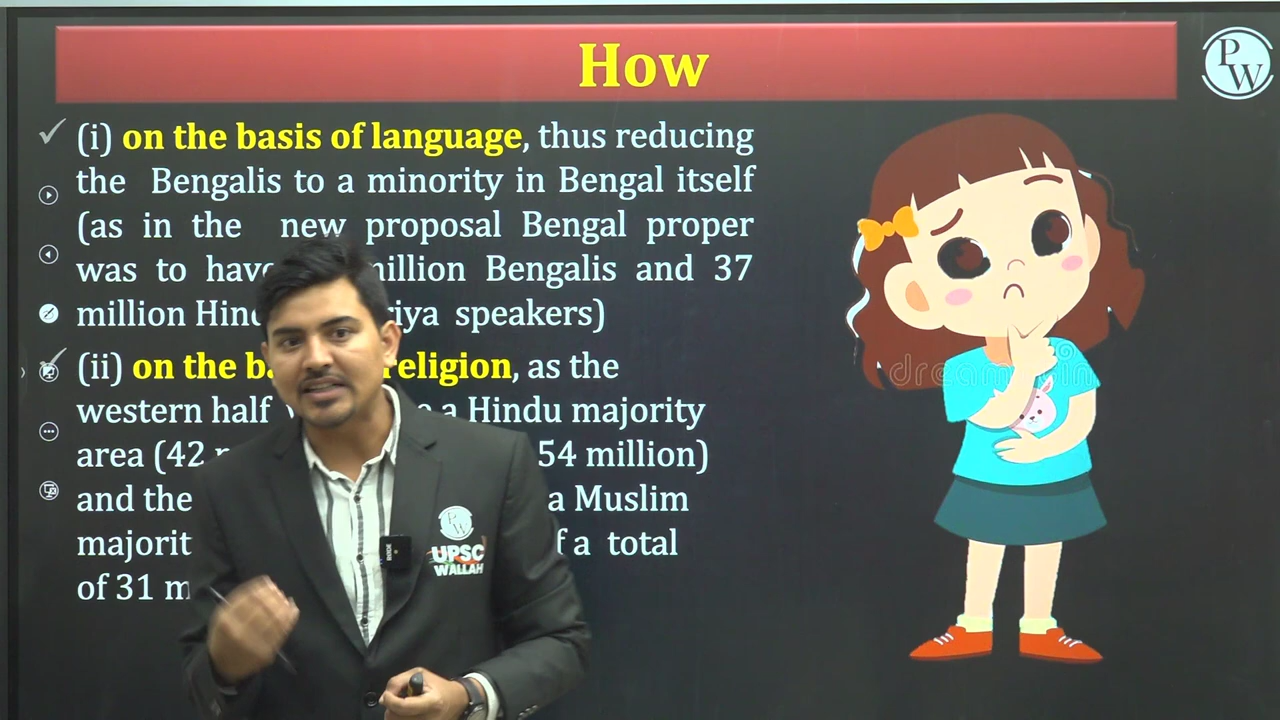 How
PW
(i) on the basis of language, thus reducing
the Bengalis to a minority in Bengal itself
(as in the new proposal Bengal proper
was to have million Bengalis and 37
million Hin riya speakers)
(ii) on the ba religion, as the
western half a Hindu majority
area (42 54 million)
and the a Muslim
majorit f a total
of 31 m
dreamtim
PW
UPSC
WALLAH
RODE